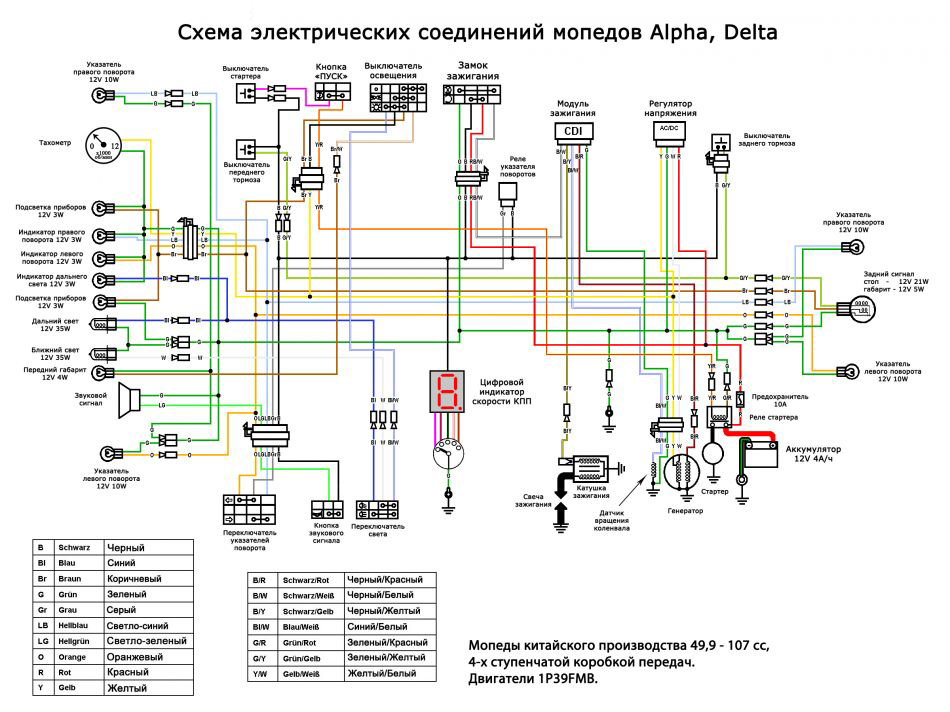 Схема электрических соединений мопедов Alpha, Delta
Указатель
правого поворота
12V 10W
Выключатель
стартера
Кнопка
«ПУСК»
Выключатель
освещения
Замок
зажигания
Модуль
зажигания
CDI
Регулятор
напряжения
AC/DC
Выключатель
заднего тормоза
Тахометр
0 12
x1000
об/мин
Выключатель
переднего
тормоза
Реле
указателя
поворотов
Подсветка приборов
12V 3W
Индикатор правого
поворота 12V 3W
Индикатор левого
поворота 12V 3W
Индикатор дальнего
света 12V 3W
Подсветка приборов
12V 3W
Дальний свет
12V 35W
Ближний свет
12V 35W
Передний габарит
12V 4W
Звуковой
сигнал
Указатель
левого поворота
12V 10W
Указатель
правого поворота
12V 10W
Задний сигнал
стоп - 12V 21W
габарит - 12V 5W
Указатель
левого поворота
12V 10W
Цифровой
индикатор
скорости КПП
Предохранитель
10A
Реле стартера
Аккумулятор
12V 4А/ч
Стартер
Генератор
Датчик
вращения
коленвала
Катушка
зажигания
Свеча
зажигания
Переключатель
указателей
поворота
Кнопка
звукового
сигнала
Переключатель
света
B Schwarz Черный
Bl Blau Синий
Br Braun Коричневый
G Grün Зеленый
Gr Grau Серый
LB Hellblau Светло-синий
LG Hellgrün Светло-зеленый
O Orange Оранжевый
R Rot Красный
Y Gelb Желтый
B/R Schwarz/Rot Черный/Красный
B/W Schwarz/Weiß Черный/Белый
B/Y Schwarz/Gelb Черный/Желтый
Bl/W Blau/Weiß Синий/Белый
G/R Grün/Rot Зеленый/Красный
G/Y Grün/Gelb Зеленый/Желтый
Y/W Gelb/Weiß Желтый/Белый
Мопеды китайского производства 49,9 - 107 сс,
4-х ступенчатой коробкой передач.
Двигатели 1P39FMB.